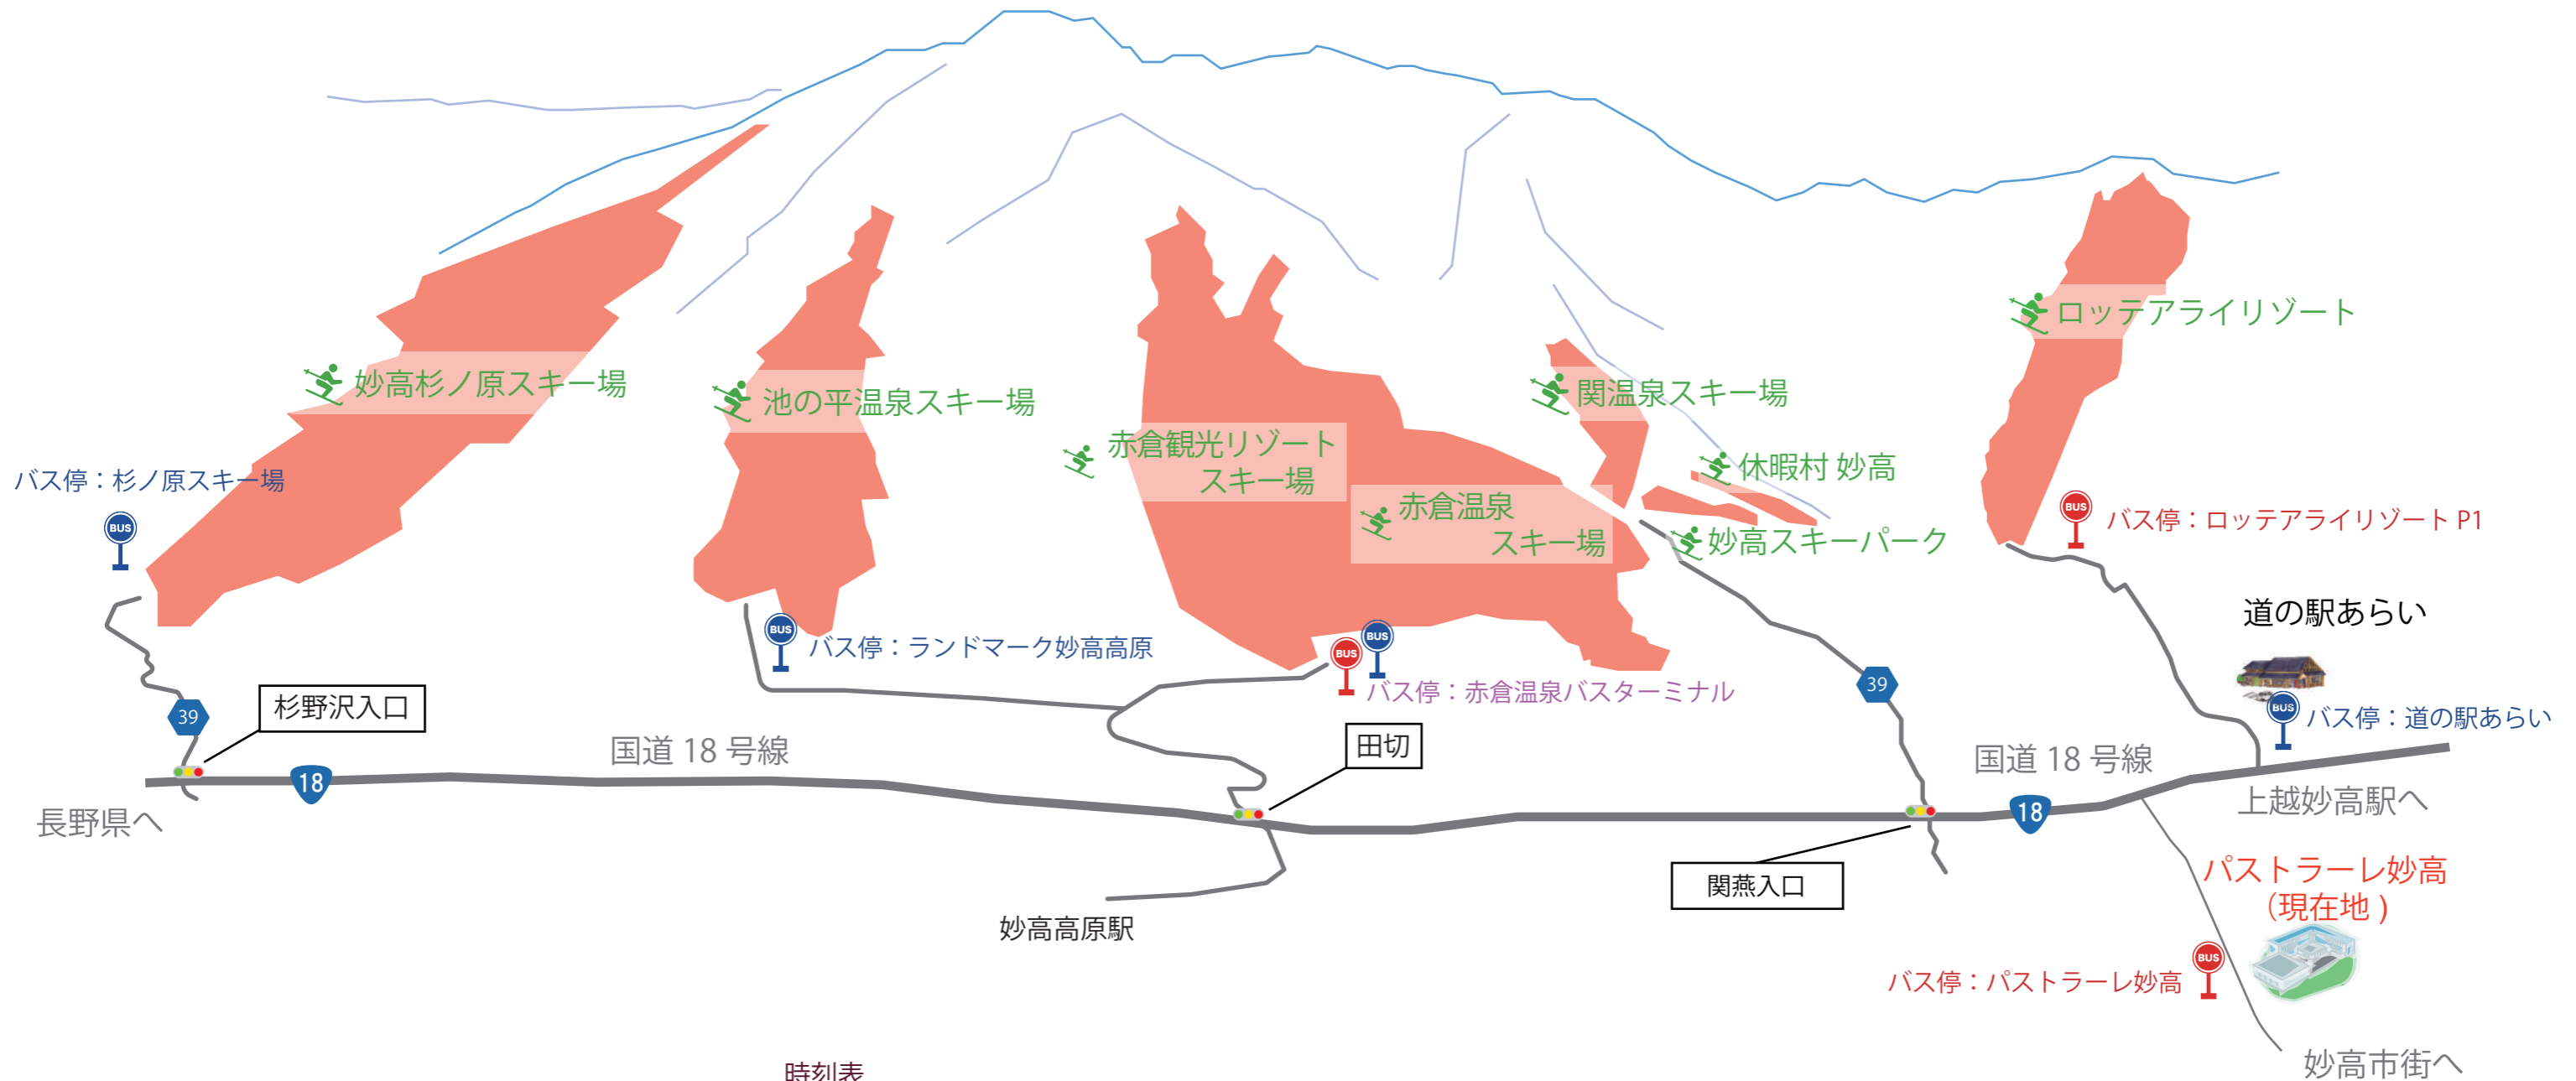 ロッテアライリゾート
妙高杉ノ原スキー場
池の平温泉スキー場
関温泉スキー場
赤倉観光リゾート
スキー場
休暇村 妙高
バス停：杉ノ原スキー場
赤倉温泉
スキー場
BUS
BUS
バス停：ロッテアライリゾート P1
妙高スキーパーク
道の駅あらい
BUS
バス停：ランドマーク妙高高原
BUS
BUS
バス停：赤倉温泉バスターミナル
39
杉野沢入口
39
BUS
バス停：道の駅あらい
国道 18 号線
田切
国道 18 号線
18
長野県へ
18
上越妙高駅へ
関燕入口
パストラーレ妙高
（現在地 )
妙高高原駅
BUS
バス停：パストラーレ妙高
妙高市街へ
時刻表